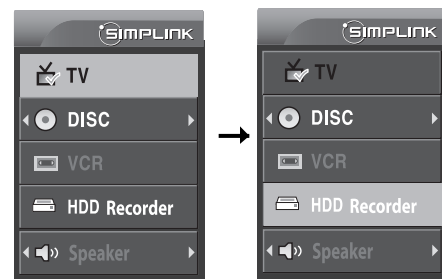 SIMPLINK
TV
DISC
VCR
HDD Recorder
Speaker
SIMPLINK
TV
DISC
VCR
HDD Recorder
Speaker